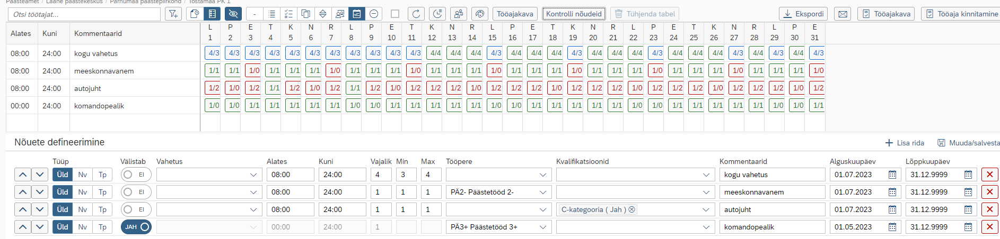 Päästeamet / Lääne päästekeskus / Pärnumaa päästepiirkond / Tõstamaa PK 1
Otsi töötajat... - Tööajakava Kontrolli nõudeid Tühjenda tabel Ekspordi Tööajakava Tööaja kinnitamine
L P E T K N R L P E T K N R L P E T K N R L P E T K N R L P E
Alates Kuni Kommentaarid 1 2 3 4 5 6 7 8 9 10 11 12 13 14 15 16 17 18 19 20 21 22 23 24 25 26 27 28 29 30 31
08:00 24:00 kogu vahetus 4/3 4/3 4/3 4/3 4/3 4/3 4/3 4/3 4/3 4/3 4/3 4/4 4/4 4/4 4/3 4/4 4/4 4/4 4/3 4/4 4/4 4/4 4/3 4/4 4/4 4/4 4/3 4/4 4/3 4/4 4/3
08:00 24:00 meeskonnavanem 1/1 1/1 1/0 1/1 1/1 1/1 1/0 1/1 1/1 1/1 1/0 1/1 1/1 1/1 1/0 1/1 1/1 1/1 1/0 1/1 1/1 1/1 1/0 1/1 1/1 1/1 1/0 1/1 1/1 1/1 1/0
08:00 24:00 autojuht 1/2 1/0 1/2 1/1 1/2 1/0 1/2 1/1 1/2 1/0 1/2 1/2 1/2 1/0 1/2 1/2 1/2 1/0 1/2 1/2 1/2 1/0 1/2 1/2 1/2 1/0 1/2 1/2 1/2 1/0 1/2
00:00 24:00 komandopealik 1/0 1/0 1/1 1/1 1/1 1/1 1/1 1/0 1/0 1/1 1/1 1/1 1/1 1/1 1/0 1/0 1/1 1/1 1/1 1/1 1/1 1/0 1/0 1/1 1/1 1/1 1/1 1/1 1/0 1/0 1/1
Nõuete defineerimine Lisa rida Muuda/salvesta
Tüüp Välistab Vahetus Alates Kuni Vajalik Min Max Tööpere Kvalifikatsioonid Kommentaarid Alguskuupäev Lõppkuupäev
Üld Nv Tp EI 08:00 24:00 4 3 4 kogu vahetus 01.07.2023 31.12.9999
Üld Nv Tp EI 08:00 24:00 1 1 1 PÄ2- Päästetööd 2- meeskonnavanem 01.07.2023 31.12.9999
Üld Nv Tp EI 08:00 24:00 1 1 1 C-kategooria ( Jah ) autojuht 01.07.2023 31.12.9999
Üld Nv Tp JAH 00:00 24:00 1 PÄ3+ Päästetööd 3+ komandopealik 01.05.2023 31.12.9999